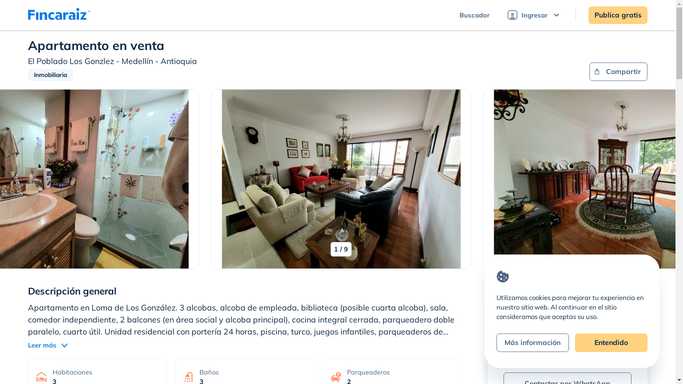 Fincaraiz
Buscador
Ingresar
Publica gratis
Apartamento en venta
El Poblado Los Gonzlez - Medellín - Antioquia
Inmobiliaria
Compartir
1 / 9
Descripción general
Apartamento en Loma de Los González. 3 alcobas, alcoba de empleada, biblioteca (posible cuarta alcoba), sala,
comedor independiente, 2 balcones (en área social y alcoba principal), cocina integral cerrada, parqueadero doble
paralelo, cuarto útil. Unidad residencial con portería 24 horas, piscina, turco, juegos infantiles, parqueaderos de...
Leer más
Habitaciones
3
Baños
3
Parqueaderos
2
Utilizamos cookies para mejorar tu experiencia en
nuestro sitio web. Al continuar en el sitio
consideramos que aceptas su uso.
Más información
Entendido
Contactar por WhatsApp